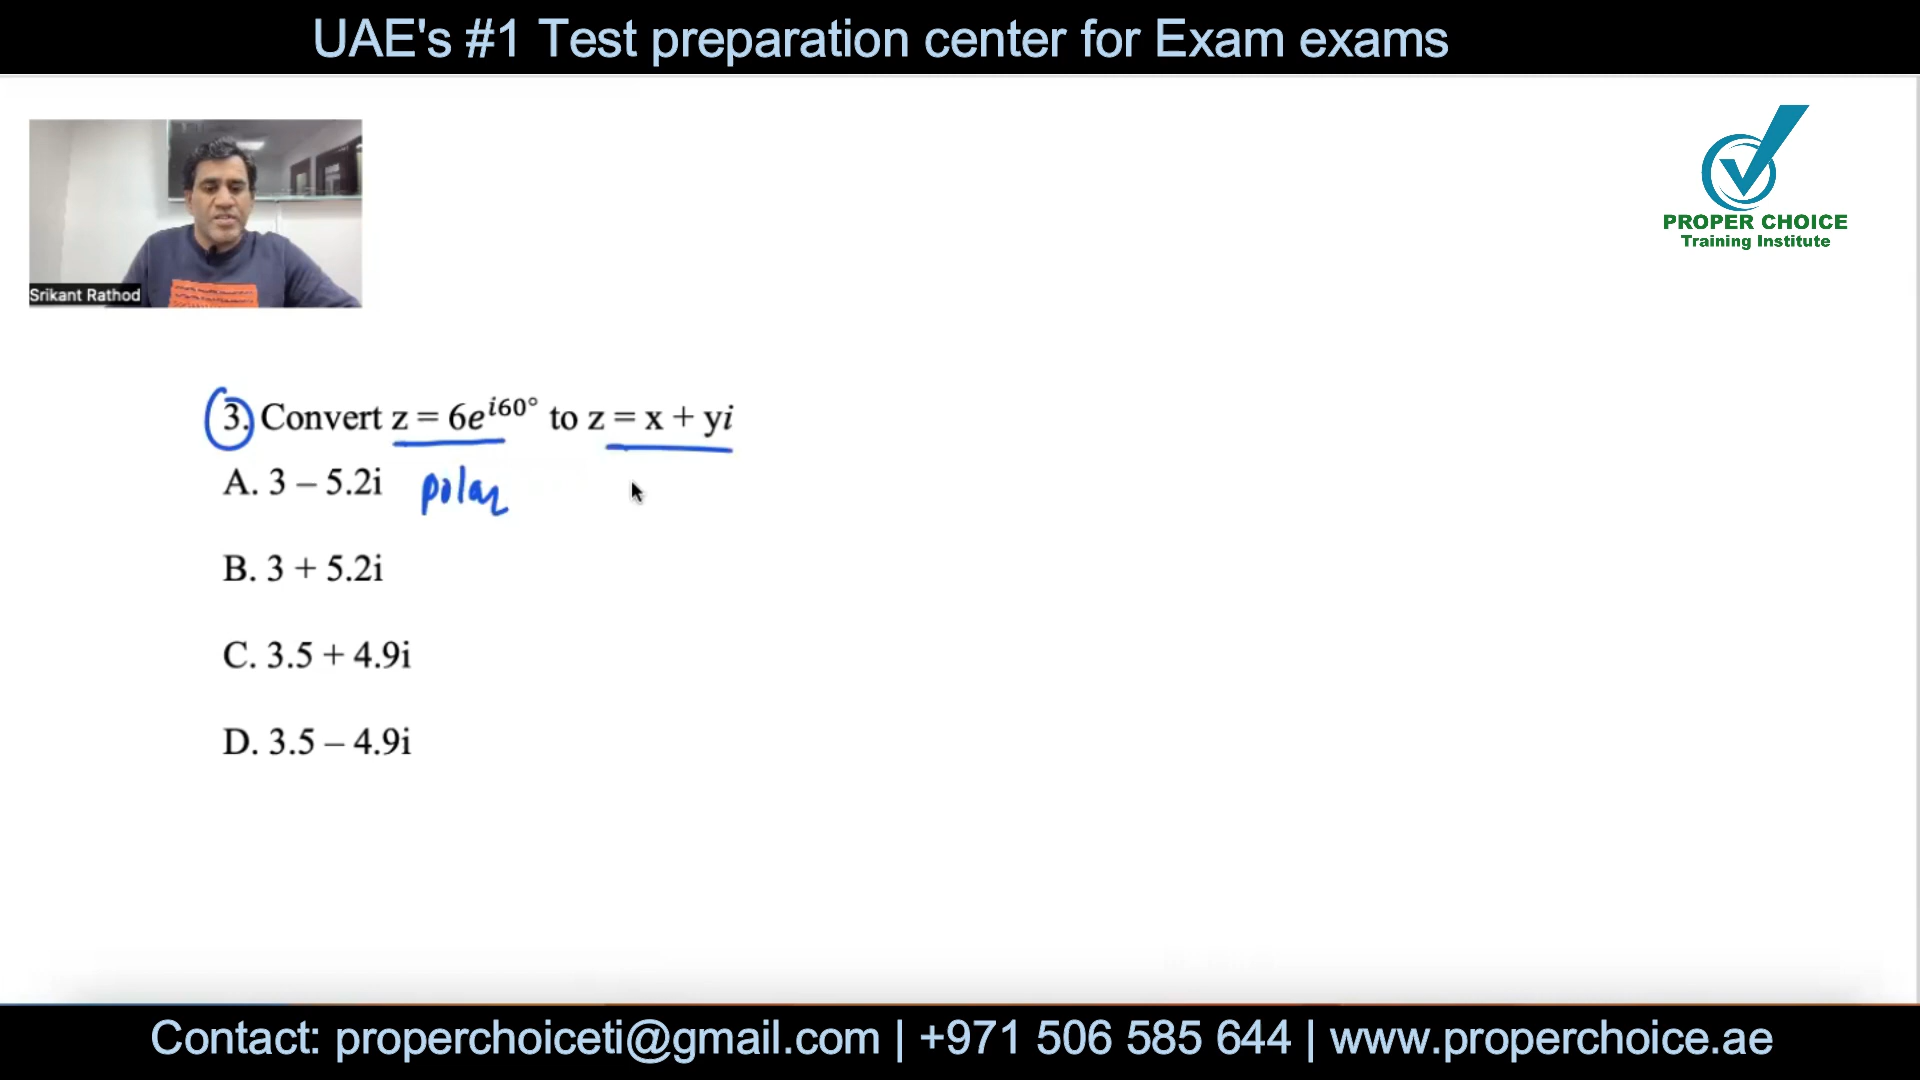 UAE's #1 Test preparation center for Exam exams
PROPER CHOICE
Training Institute
Srikant Rathod
3. Convert z = 6e^{i60°} to z = x + yi
A. 3 – 5.2i
polar
B. 3 + 5.2i
C. 3.5 + 4.9i
D. 3.5 – 4.9i
Contact: properchoiceti@gmail.com | +971 506 585 644 | www.properchoice.ae